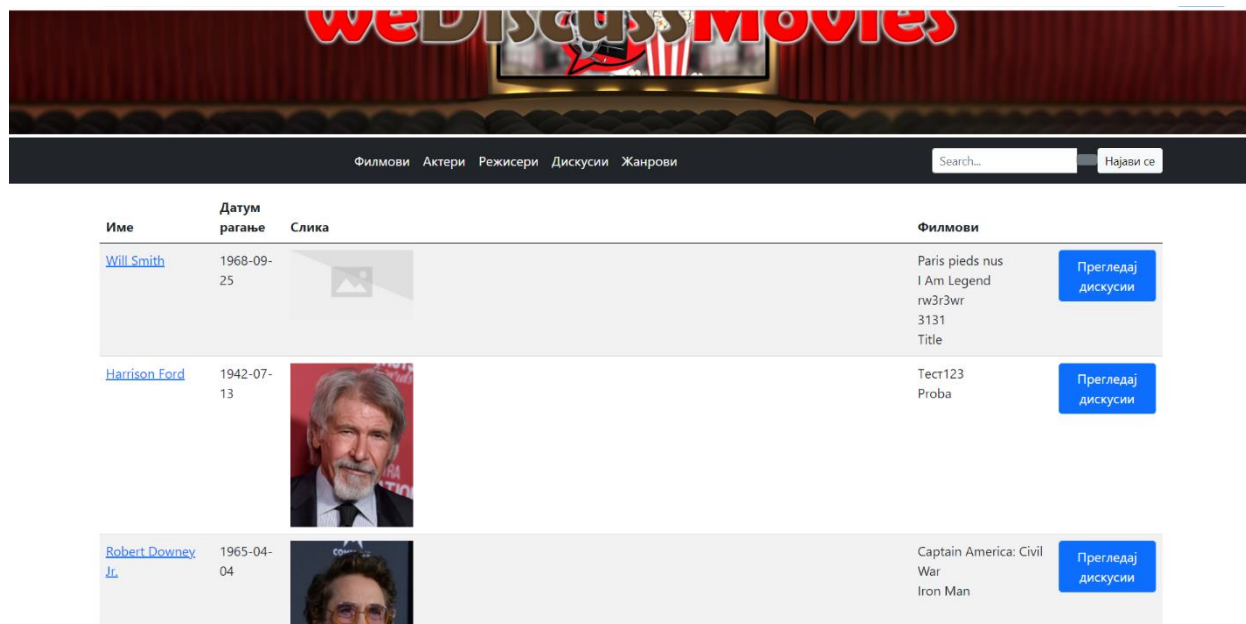 WeDiscussMovies
Филмови Актери Режисери Дискусии Жанрови Search... Најави се
Име Датум рагање Слика Филмови
Will Smith
1968-09-
25
Paris pieds nus
I Am Legend
rw3r3wr
3131
Title
Прегледај
дискусии
Harrison Ford
1942-07-
13
Тест123
Proba
Прегледај
дискусии
Robert Downey
Jr.
1965-04-
04
Captain America: Civil
War
Iron Man
Прегледај
дискусии